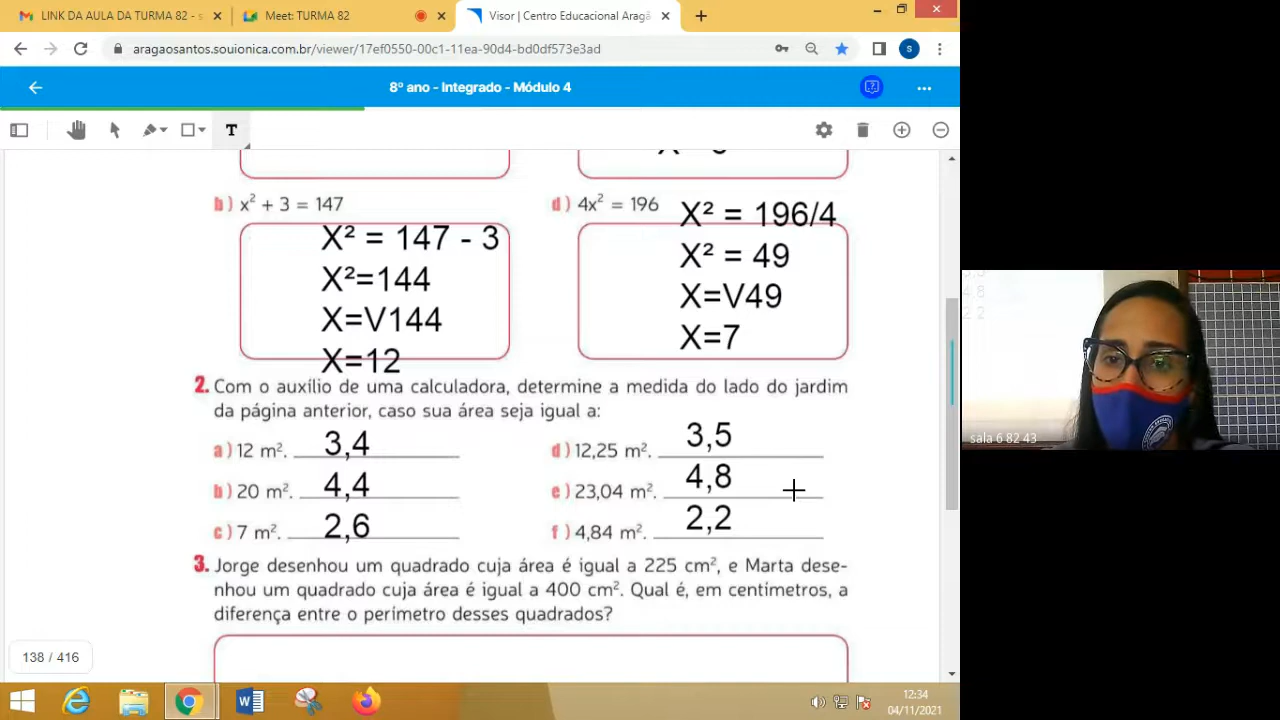 LINK DA AULA DA TURMA 82 - s
Meet: TURMA 82
Visor | Centro Educacional Aragã
aragaosantos.souionica.com.br/viewer/17ef0550-00c1-11ea-90d4-bd0df573e3ad
s
8º ano - Integrado - Módulo 4
T
b) x² + 3 = 147
X² = 147 - 3
X²=144
X=V144
X=12
d) 4x² = 196
X² = 196/4
X² = 49
X=V49
X=7
2. Com o auxílio de uma calculadora, determine a medida do lado do jardim
da página anterior, caso sua área seja igual a:
a) 12 m². 3,4
b) 20 m². 4,4
c) 7 m². 2,6
d) 12,25 m². 3,5
e) 23,04 m². 4,8
f) 4,84 m². 2,2
3. Jorge desenhou um quadrado cuja área é igual a 225 cm², e Marta dese-
nhou um quadrado cuja área é igual a 400 cm². Qual é, em centímetros, a
diferença entre o perímetro desses quadrados?
138 / 416
12:34
04/11/2021
sala 6 82 43